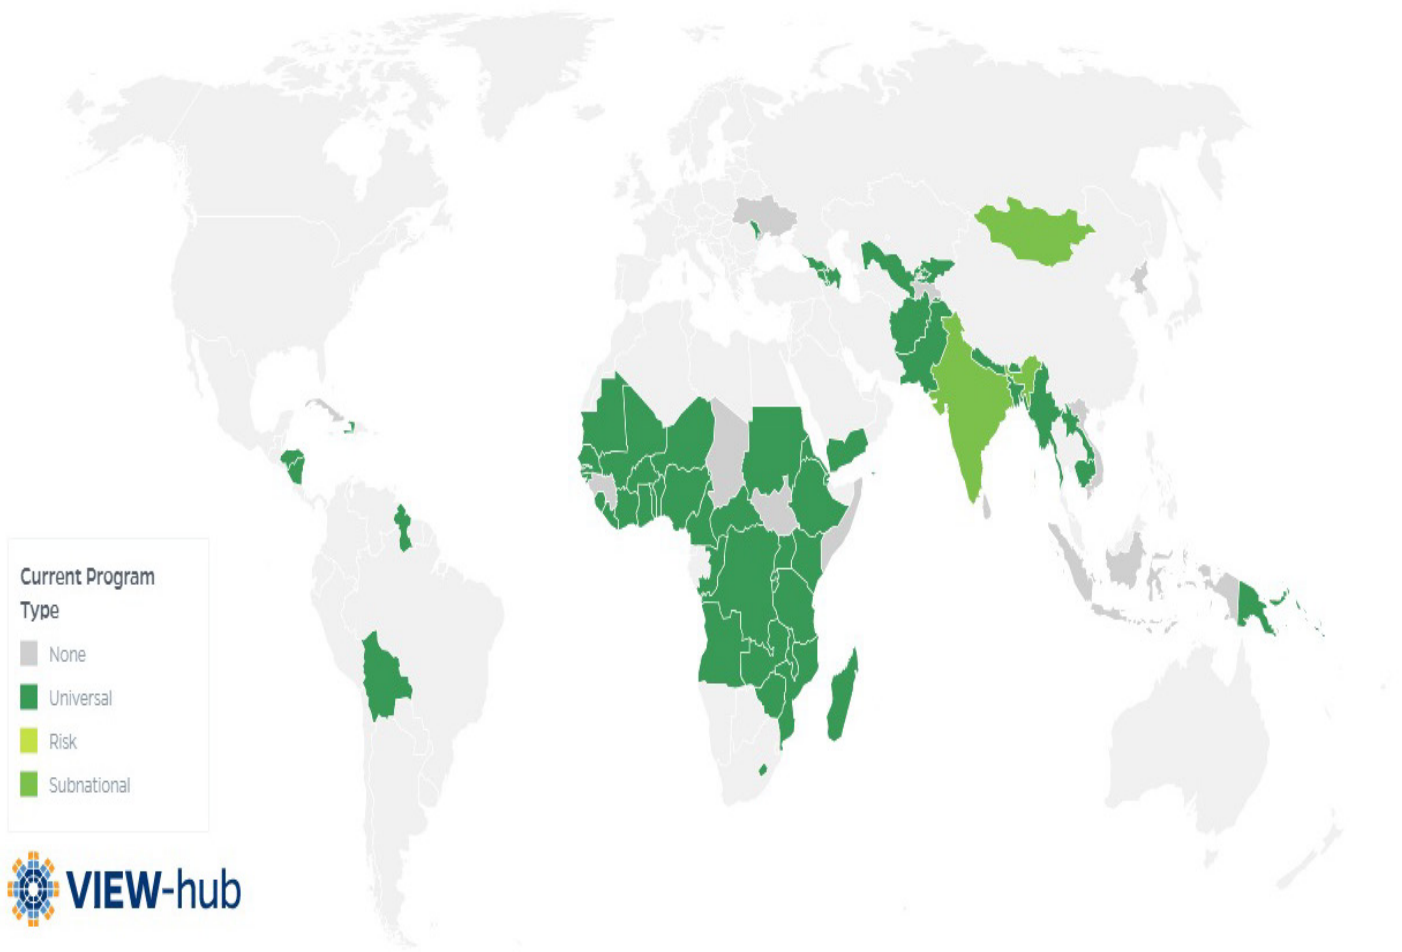 Current Program
Type
None
Universal
Risk
Subnational
VIEW-hub